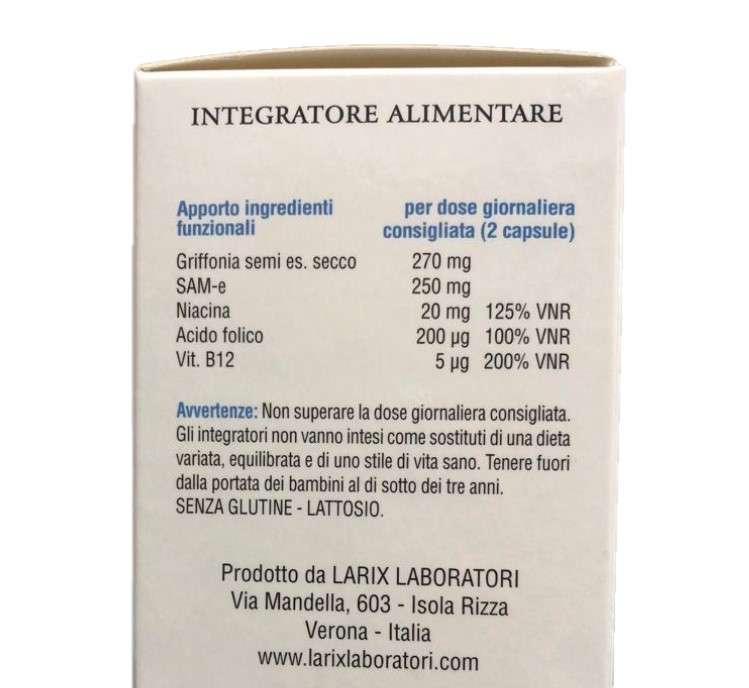 INTEGRATORE ALIMENTARE
Apporto ingredienti funzionali per dose giornaliera consigliata (2 capsule)
Griffonia semi es. secco 270 mg
SAM-e 250 mg
Niacina 20 mg 125% VNR
Acido folico 200 µg 100% VNR
Vit. B12 5 µg 200% VNR
Avvertenze: Non superare la dose giornaliera consigliata.
Gli integratori non vanno intesi come sostituti di una dieta
variata, equilibrata e di uno stile di vita sano. Tenere fuori
dalla portata dei bambini al di sotto dei tre anni.
SENZA GLUTINE - LATTOSIO.
Prodotto da LARIX LABORATORI
Via Mandella, 603 - Isola Rizza
Verona - Italia
www.larixlaboratori.com